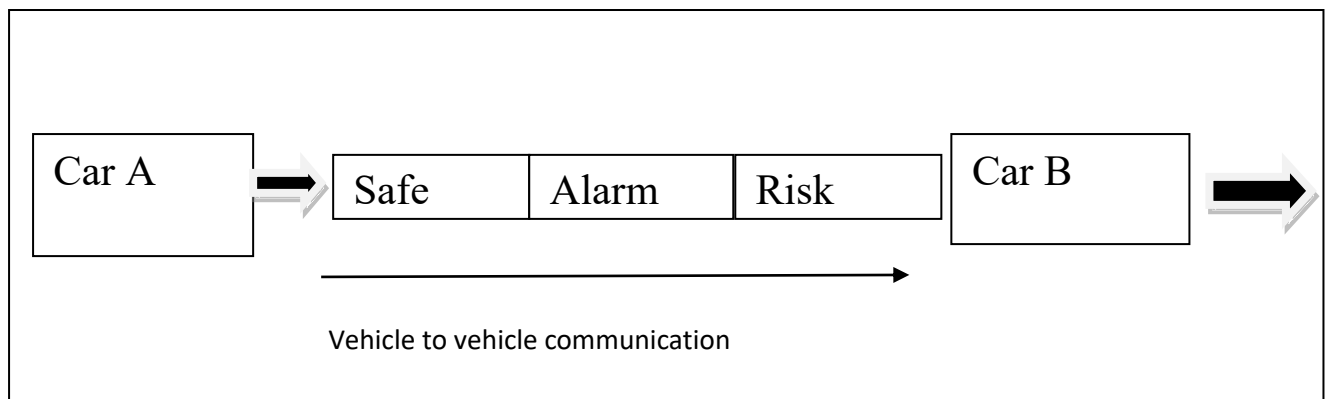 Car A
Safe
Alarm
Risk
Car B
Vehicle to vehicle communication